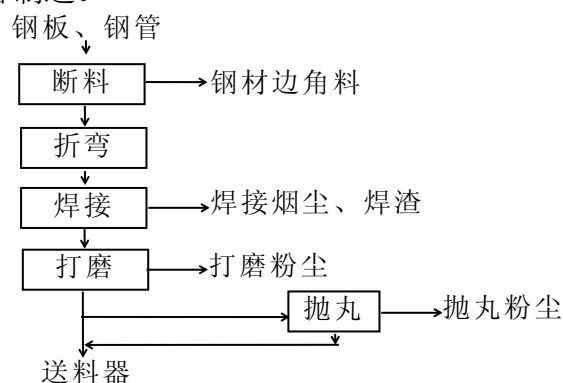 钢板、钢管
断料
钢材边角料
折弯
焊接
焊接烟尘、焊渣
打磨
打磨粉尘
抛丸
抛丸粉尘
送料器